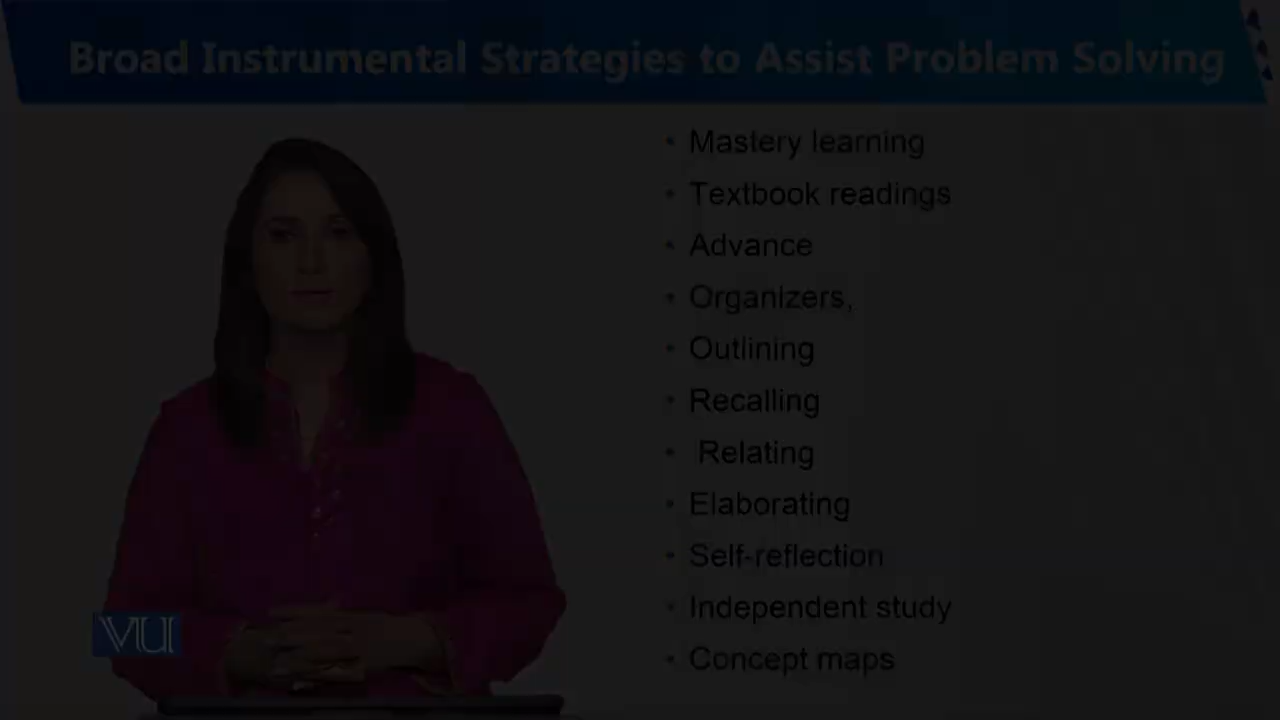 Broad Instrumental Strategies to Assist Problem Solving
• Mastery learning
• Textbook readings
• Advance
• Organizers,
• Outlining
• Recalling
• Relating
• Elaborating
• Self-reflection
• Independent study
• Concept maps
VU